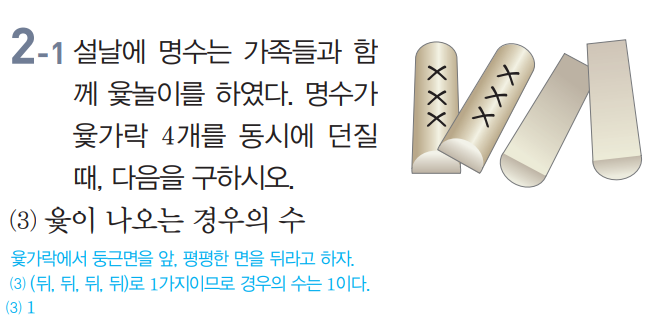 2-1 설날에 명수는 가족들과 함
께 윷놀이를 하였다. 명수가
윷가락 4개를 동시에 던질
때, 다음을 구하시오.
(3) 윷이 나오는 경우의 수
윷가락에서 둥근면을 앞, 평평한 면을 뒤라고 하자.
(3) (뒤, 뒤, 뒤, 뒤)로 1가지이므로 경우의 수는 1이다.
(3) 1